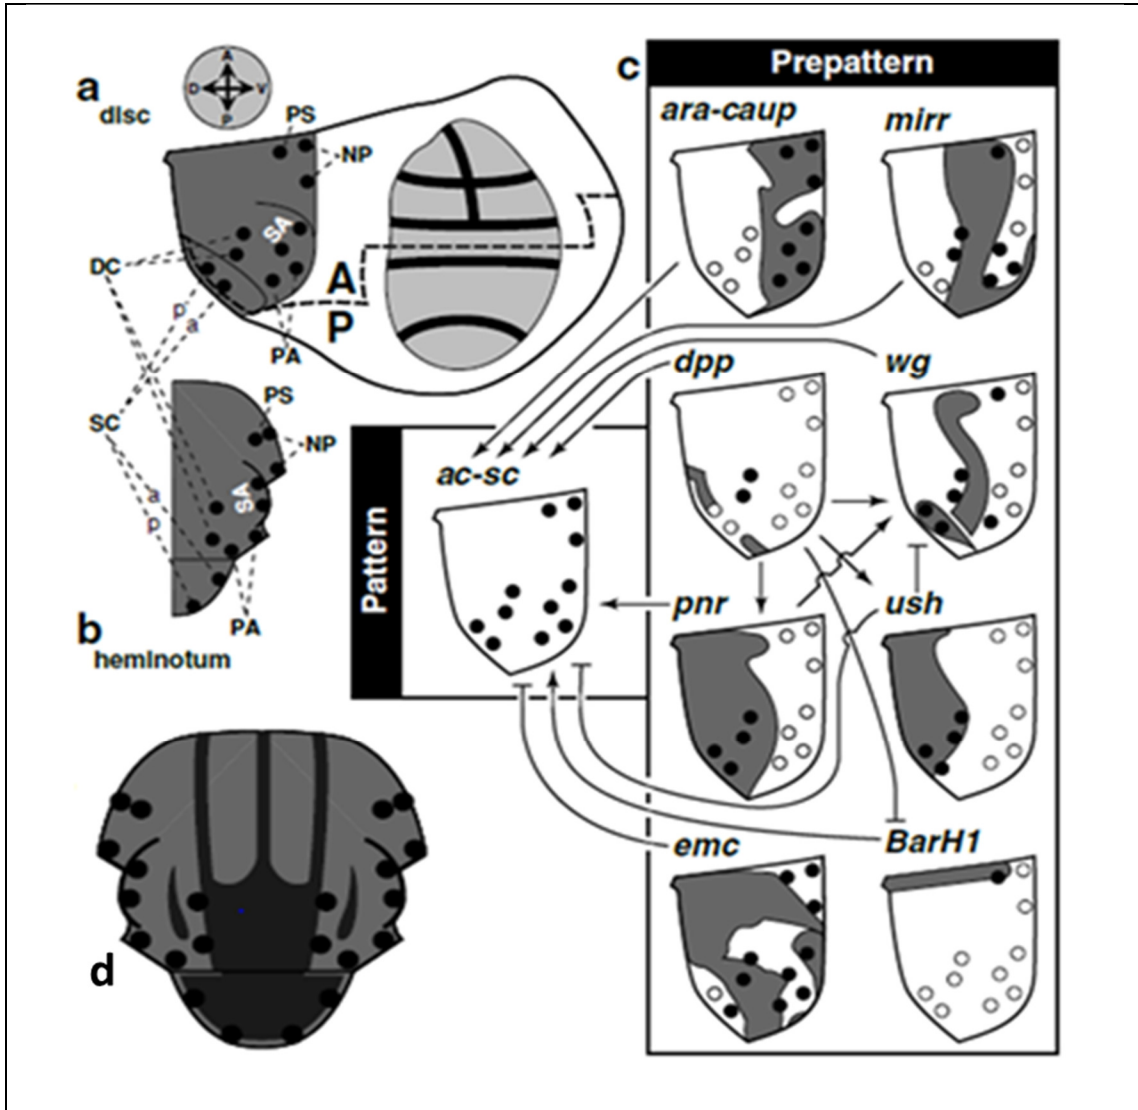 a
disc
A
D
V
P
PS
NP
SA
DC
A
P
p
a
PA
SC
PS
NP
SA
a
p
PA
b
heminotum
c
Prepattern
ara-caup
mirr
dpp
wg
Pattern
ac-sc
pnr
ush
emc
BarH1
d